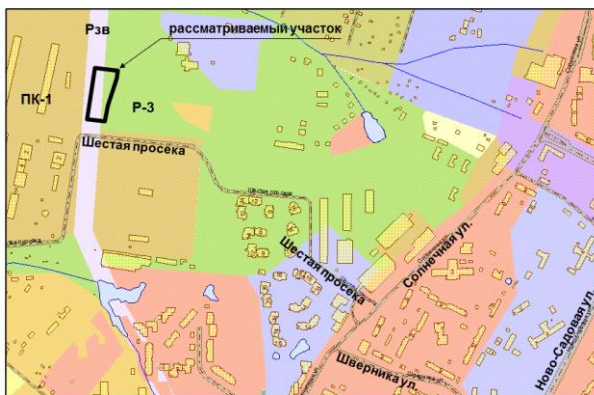 Рзв
рассматриваемый участок
ПК-1
Р-3
Шестая просека
Шестая просека
Солнечная ул.
Ново-Садовая ул.
Шверника ул.